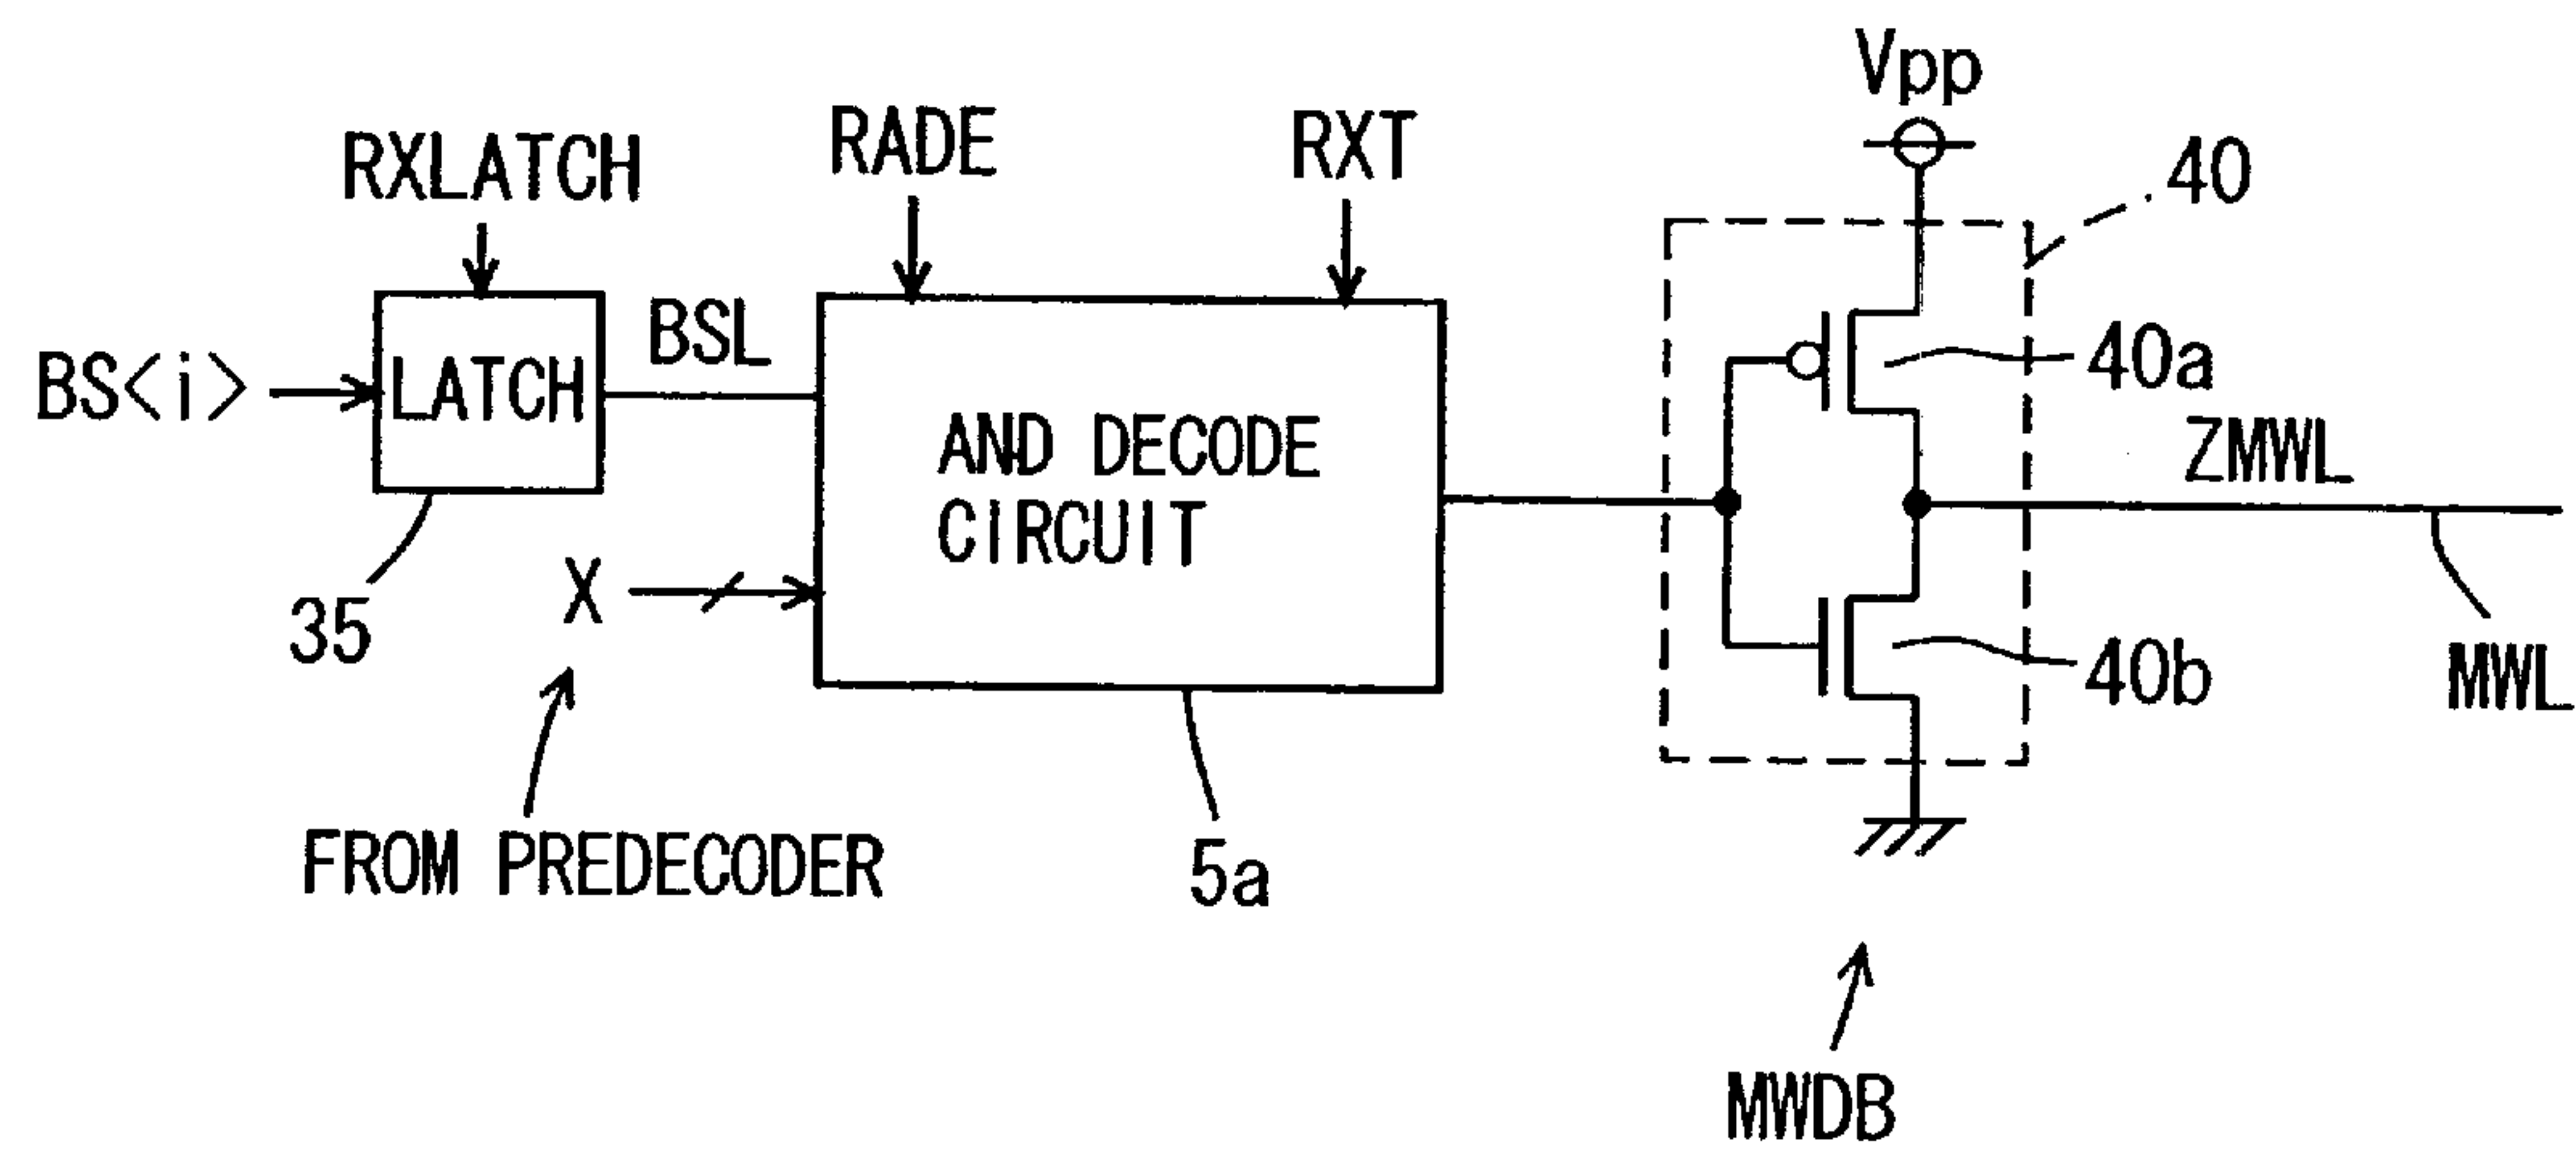 Vpp
RXLATCH
RADE
RXT
40
BS<i>
LATCH
BSL
40a
AND DECODE
CIRCUIT
ZMWL
35
X
40b
MWL
FROM PREDECODER
5a
MWDB